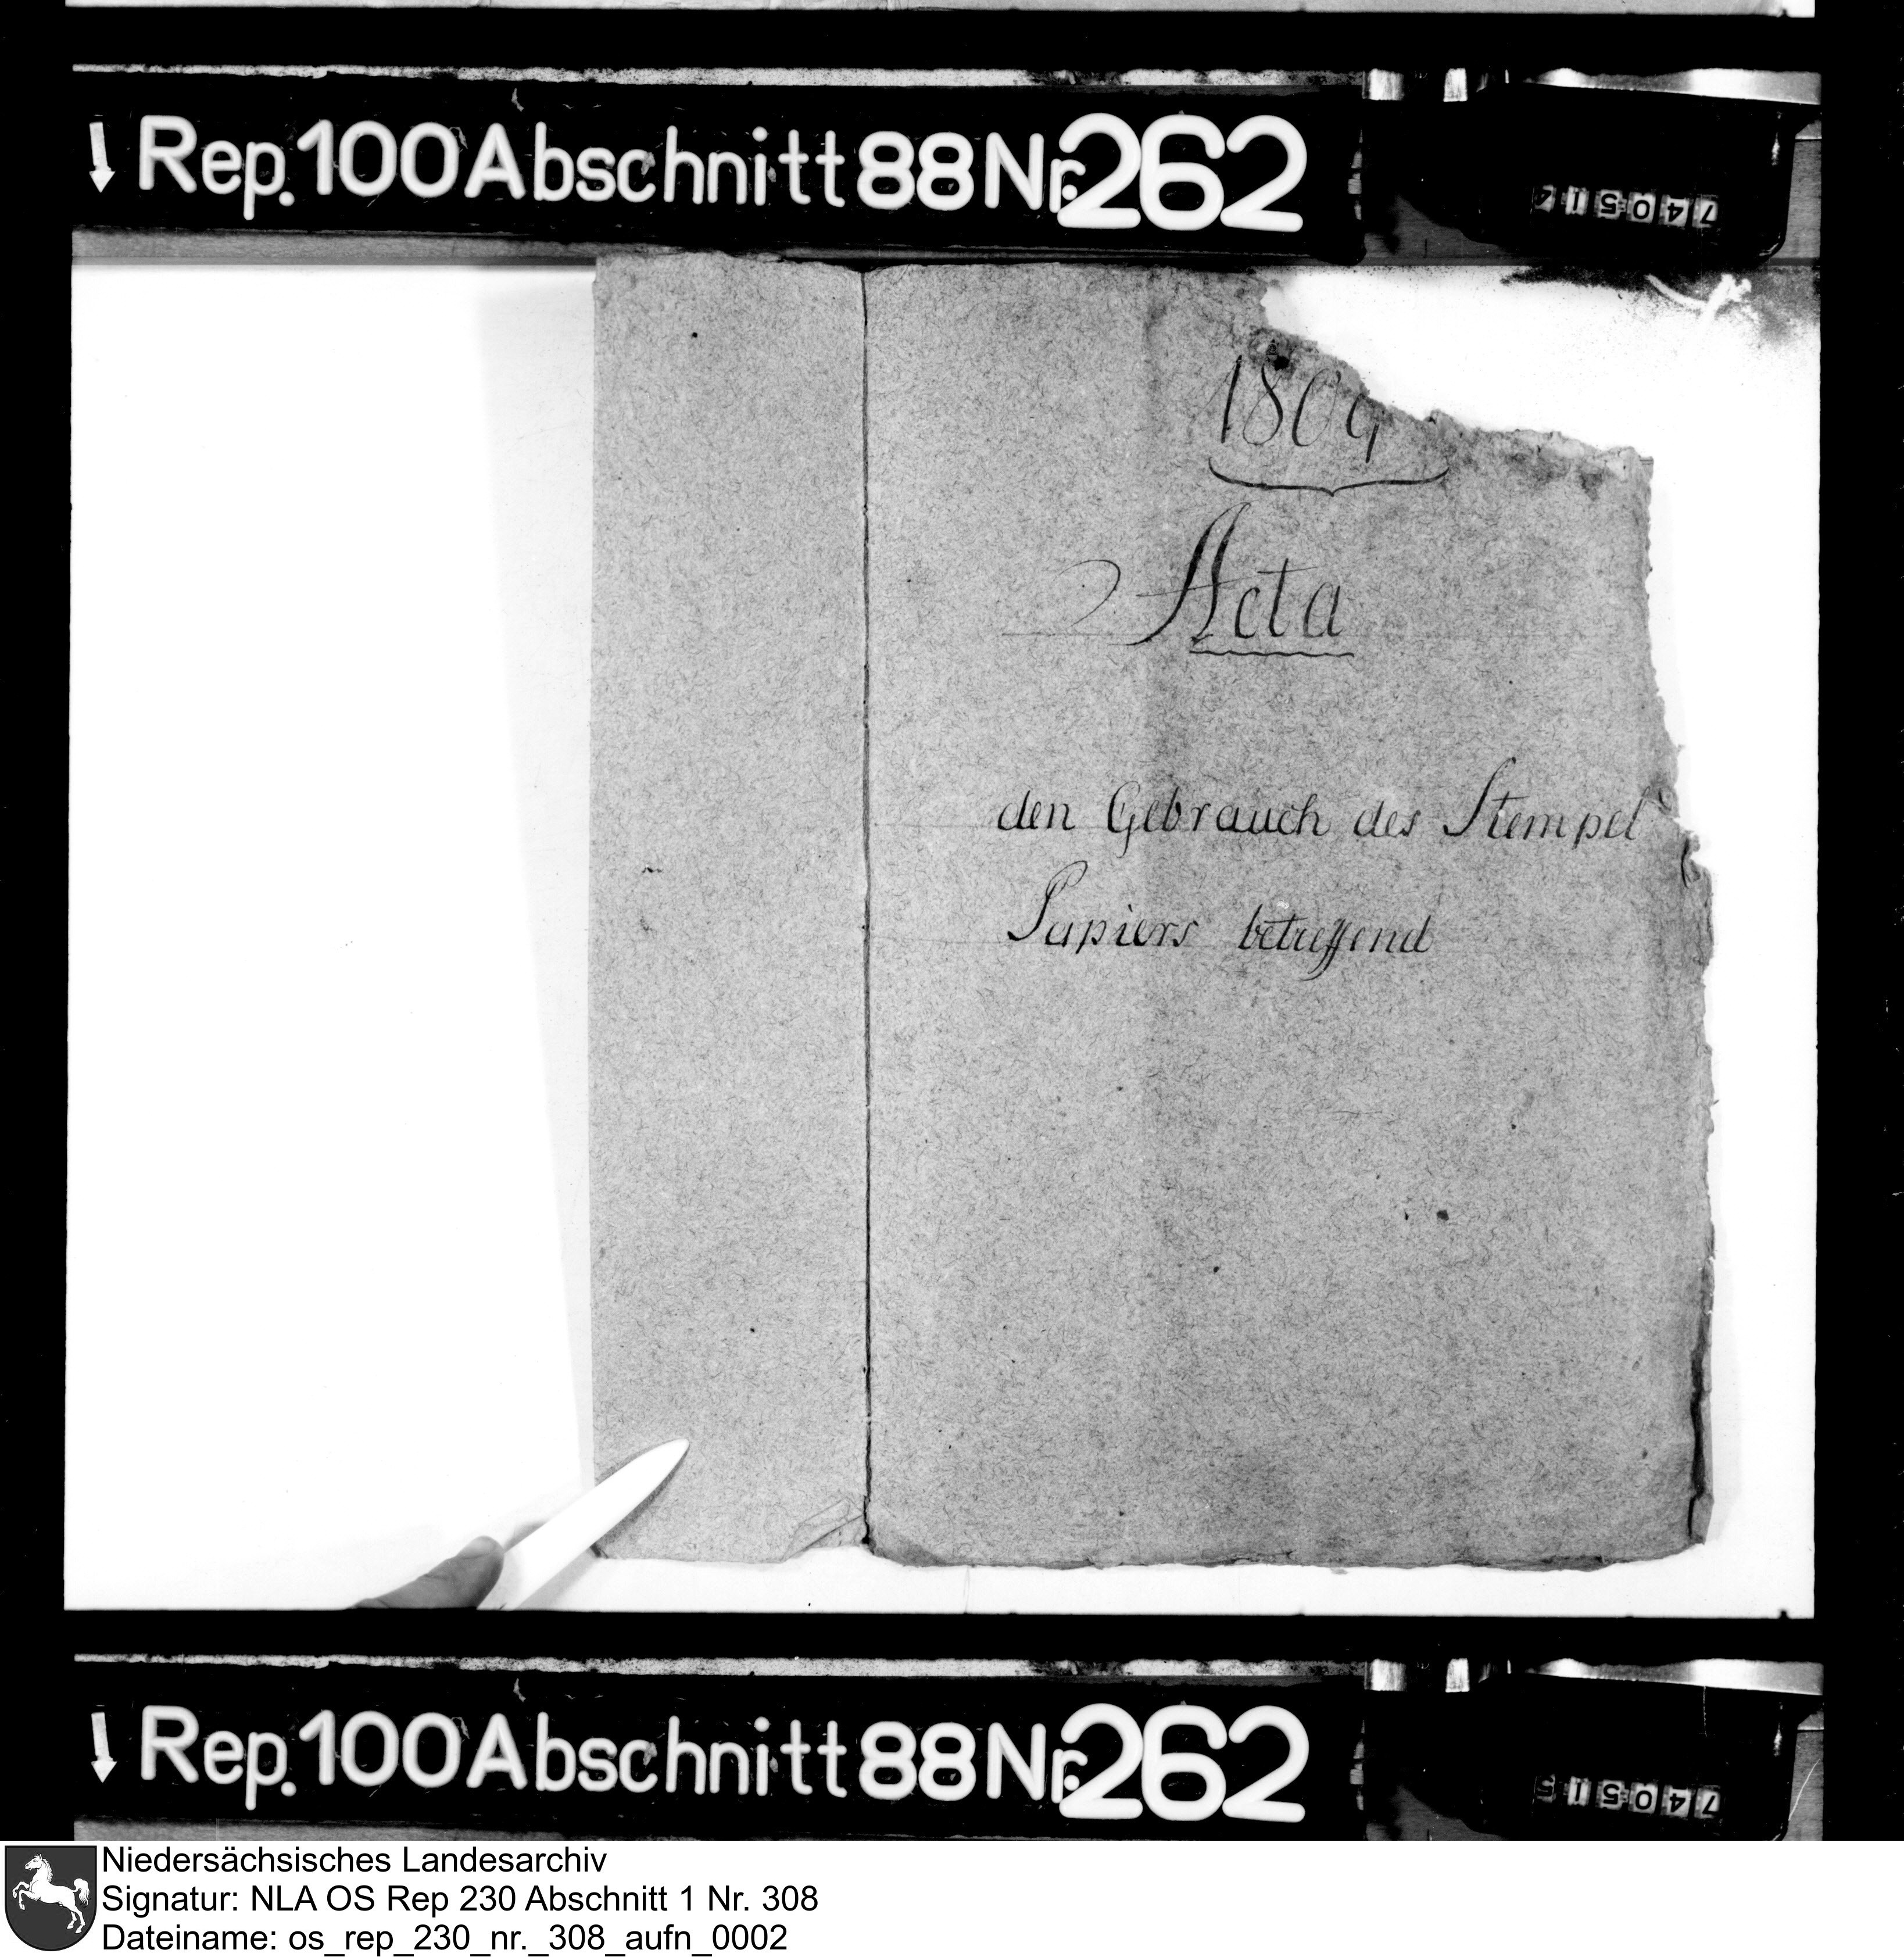 Rep. 100 Abschnitt 88 Nr. 262
1809
Acta
den Gebrauch des Stempel
Papiers betreffend
Rep. 100 Abschnitt 88 Nr. 262
Niedersächsisches Landesarchiv
Signatur: NLA OS Rep 230 Abschnitt 1 Nr. 308
Dateiname: os_rep_230_nr._308_aufn_0002